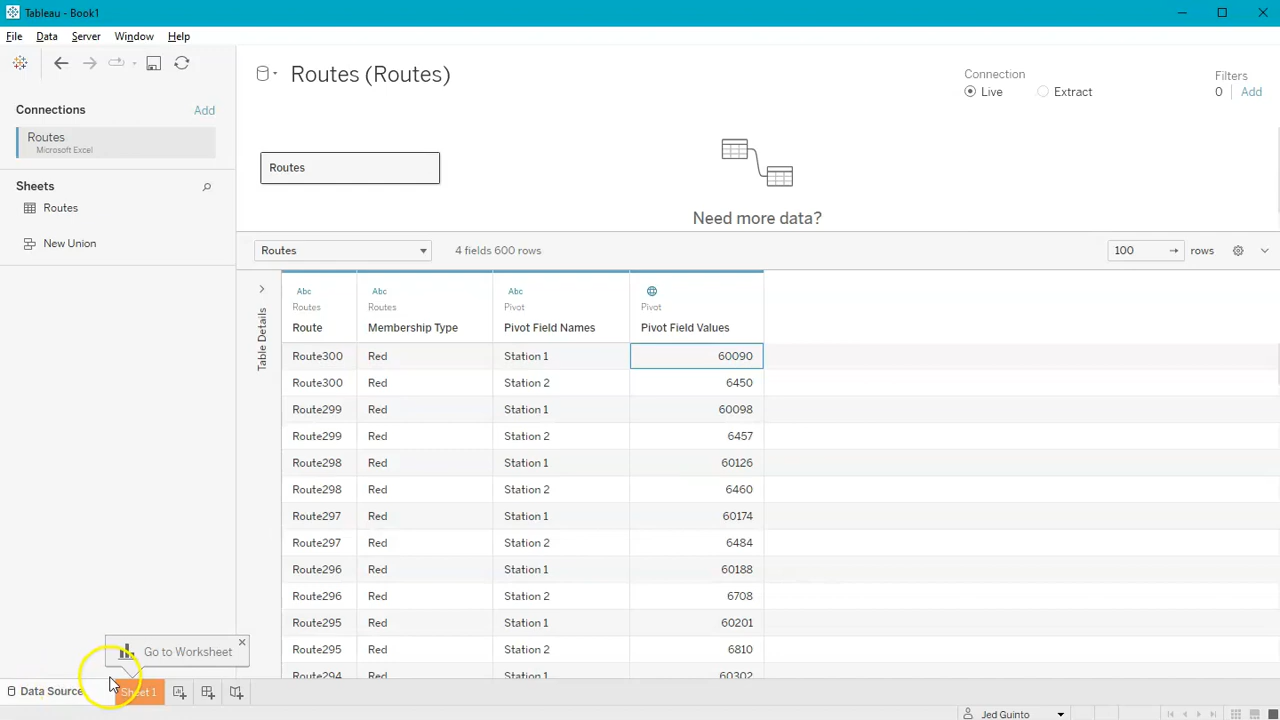 Tableau - Book1
File Data Server Window Help
Connections Add
Routes
Microsoft Excel
Sheets
Routes
New Union
Routes (Routes)
Connection
Live Extract
Filters
0 Add
Routes
Need more data?
Routes 4 fields 600 rows 100 rows
Table Details
Abc Abc Abc
Routes Routes Pivot Pivot
Route Membership Type Pivot Field Names Pivot Field Values
Route300 Red Station 1 60090
Route300 Red Station 2 6450
Route299 Red Station 1 60098
Route299 Red Station 2 6457
Route298 Red Station 1 60126
Route298 Red Station 2 6460
Route297 Red Station 1 60174
Route297 Red Station 2 6484
Route296 Red Station 1 60188
Route296 Red Station 2 6708
Route295 Red Station 1 60201
Route295 Red Station 2 6810
Route294 Red Station 1 60302
Go to Worksheet
Data Source Sheet 1
Jed Guinto